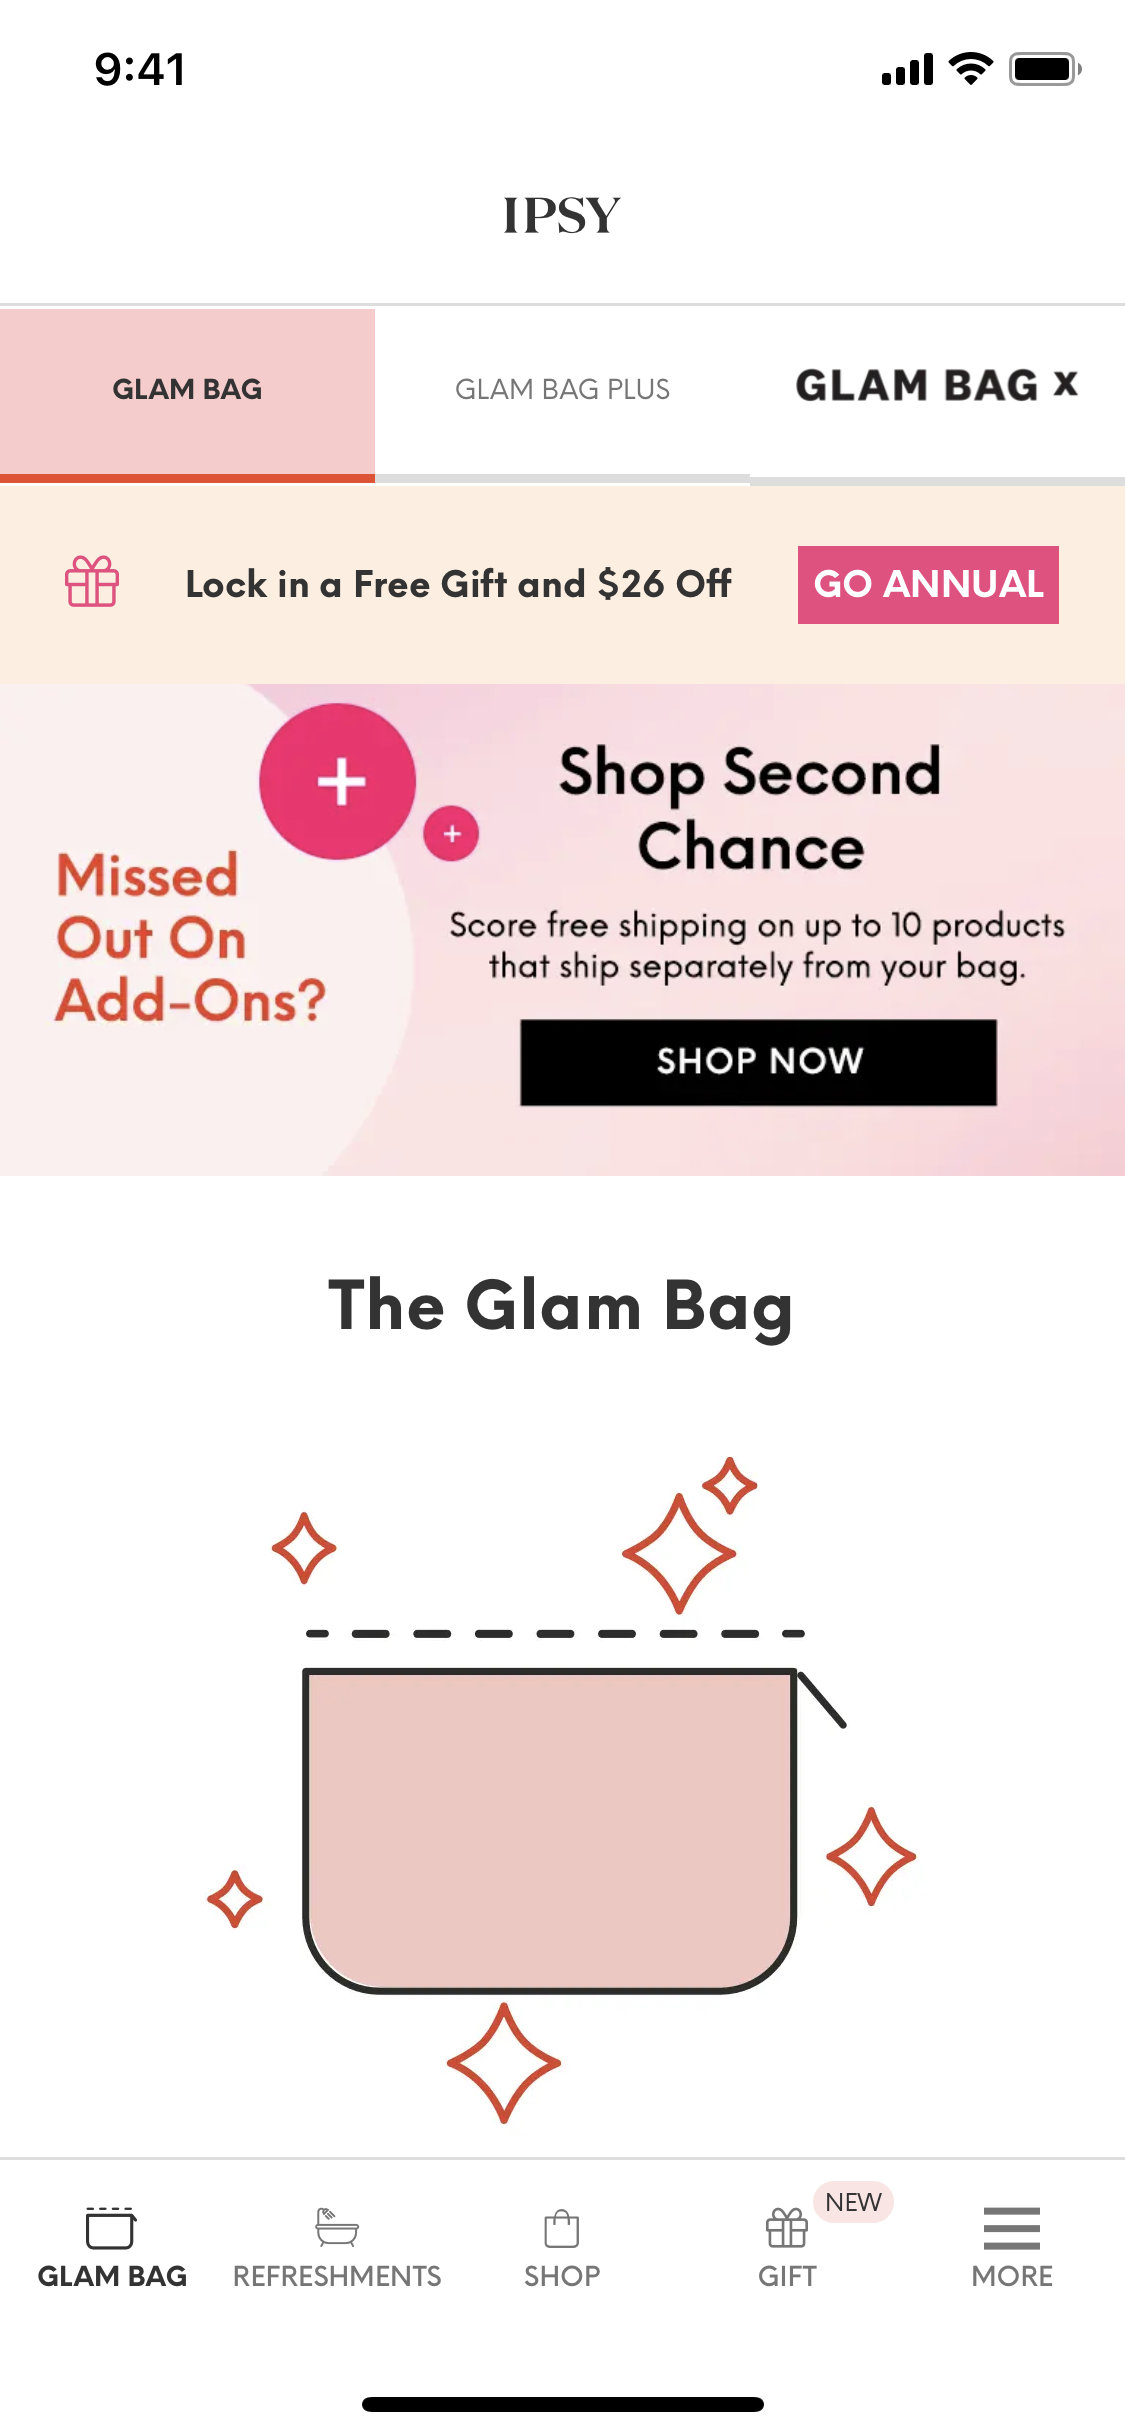 9:41
IPSY
GLAM BAG
GLAM BAG PLUS
GLAM BAG X
Lock in a Free Gift and $26 Off
GO ANNUAL
Missed
Out On
Add-Ons?
Shop Second
Chance
Score free shipping on up to 10 products
that ship separately from your bag.
SHOP NOW
The Glam Bag
NEW
GLAM BAG
REFRESHMENTS
SHOP
GIFT
MORE